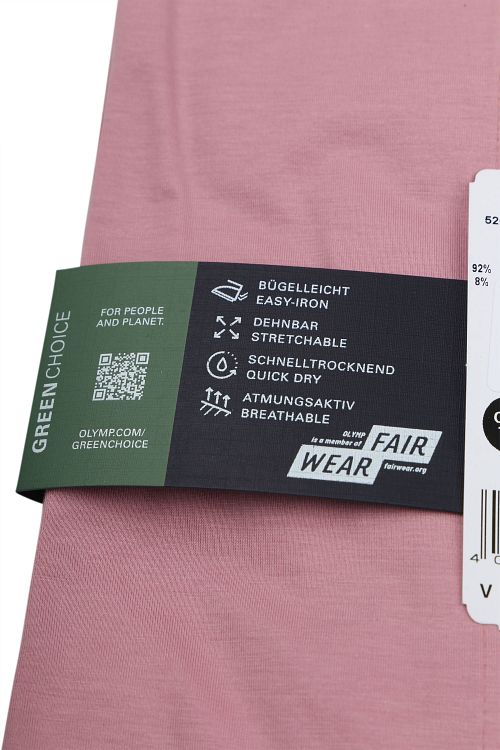 GREEN CHOICE
FOR PEOPLE
AND PLANET.
OLYMP.COM/
GREENCHOICE
BÜGELLEICHT
EASY-IRON
DEHNBAR
STRETCHABLE
SCHNELLTROCKNEND
QUICK DRY
ATMUNGSAKTIV
BREATHABLE
OLYMP
is a member of
FAIR
WEAR
fairwear.org
52
92%
8%
4
V